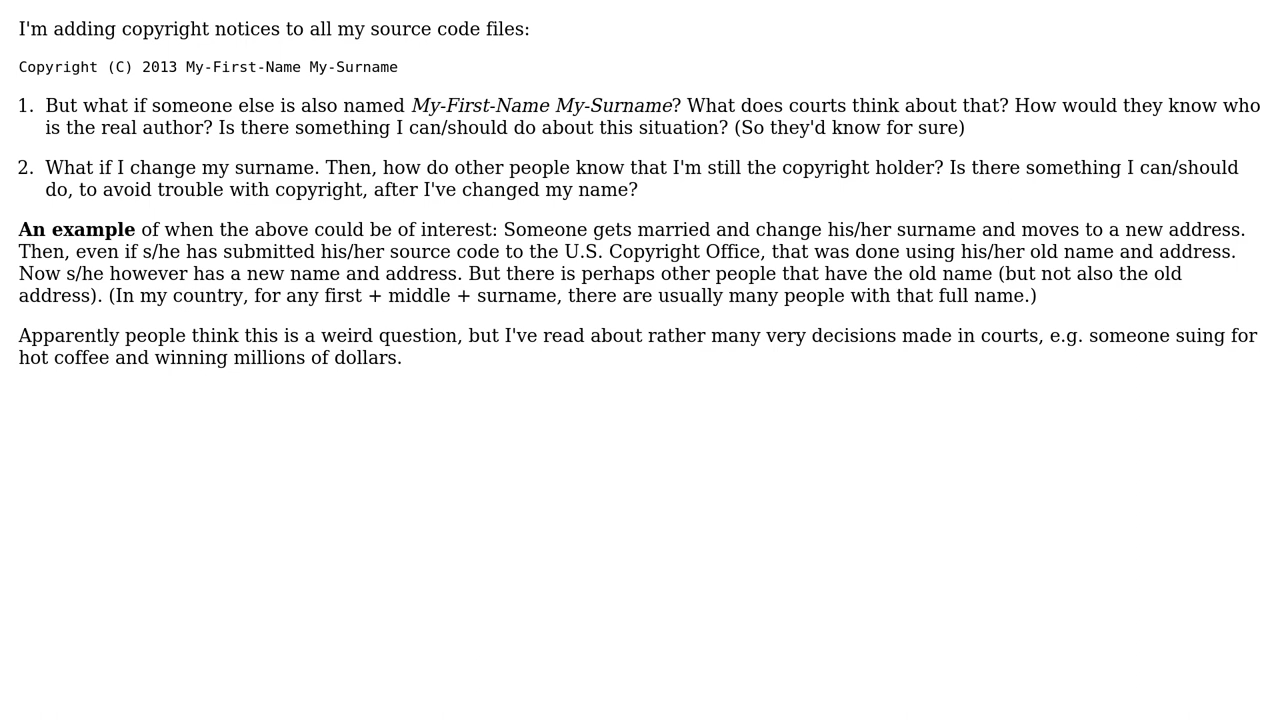 I'm adding copyright notices to all my source code files:
Copyright (C) 2013 My-First-Name My-Surname
1. But what if someone else is also named My-First-Name My-Surname? What does courts think about that? How would they know who
is the real author? Is there something I can/should do about this situation? (So they'd know for sure)
2. What if I change my surname. Then, how do other people know that I'm still the copyright holder? Is there something I can/should
do, to avoid trouble with copyright, after I've changed my name?
An example of when the above could be of interest: Someone gets married and change his/her surname and moves to a new address.
Then, even if s/he has submitted his/her source code to the U.S. Copyright Office, that was done using his/her old name and address.
Now s/he however has a new name and address. But there is perhaps other people that have the old name (but not also the old
address). (In my country, for any first + middle + surname, there are usually many people with that full name.)
Apparently people think this is a weird question, but I've read about rather many very decisions made in courts, e.g. someone suing for
hot coffee and winning millions of dollars.